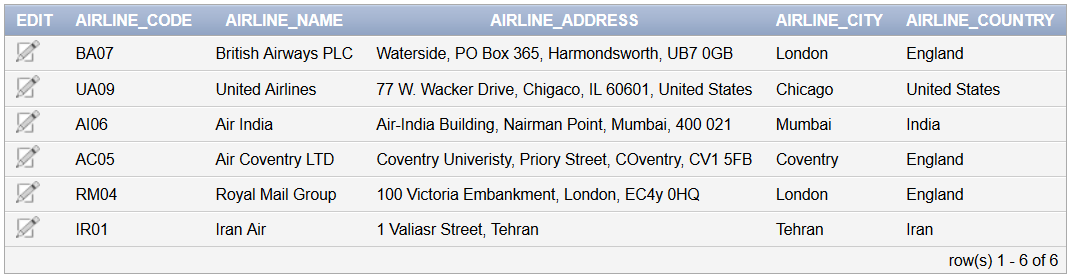 EDIT AIRLINE_CODE AIRLINE_NAME AIRLINE_ADDRESS AIRLINE_CITY AIRLINE_COUNTRY
BA07 British Airways PLC Waterside, PO Box 365, Harmondsworth, UB7 0GB London England
UA09 United Airlines 77 W. Wacker Drive, Chigaco, IL 60601, United States Chicago United States
AI06 Air India Air-India Building, Nairman Point, Mumbai, 400 021 Mumbai India
AC05 Air Coventry LTD Coventry Univeristy, Priory Street, COventry, CV1 5FB Coventry England
RM04 Royal Mail Group 100 Victoria Embankment, London, EC4y 0HQ London England
IR01 Iran Air 1 Valiasr Street, Tehran Tehran Iran
row(s) 1 - 6 of 6